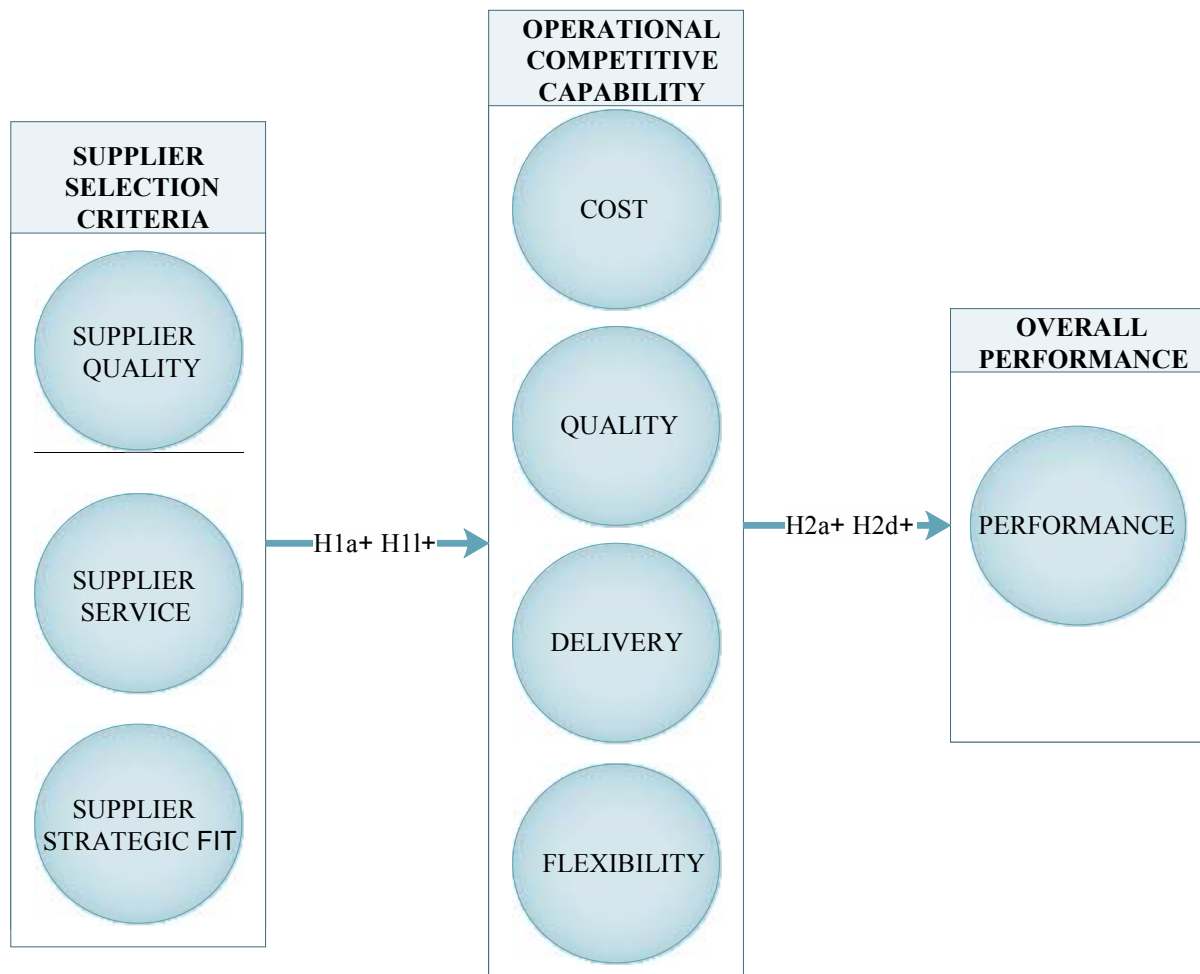 SUPPLIER
SELECTION
CRITERIA
SUPPLIER
QUALITY
SUPPLIER
SERVICE
SUPPLIER
STRATEGIC FIT
H1a+ H1l+
OPERATIONAL
COMPETITIVE
CAPABILITY
COST
QUALITY
DELIVERY
FLEXIBILITY
H2a+ H2d+
OVERALL
PERFORMANCE
PERFORMANCE